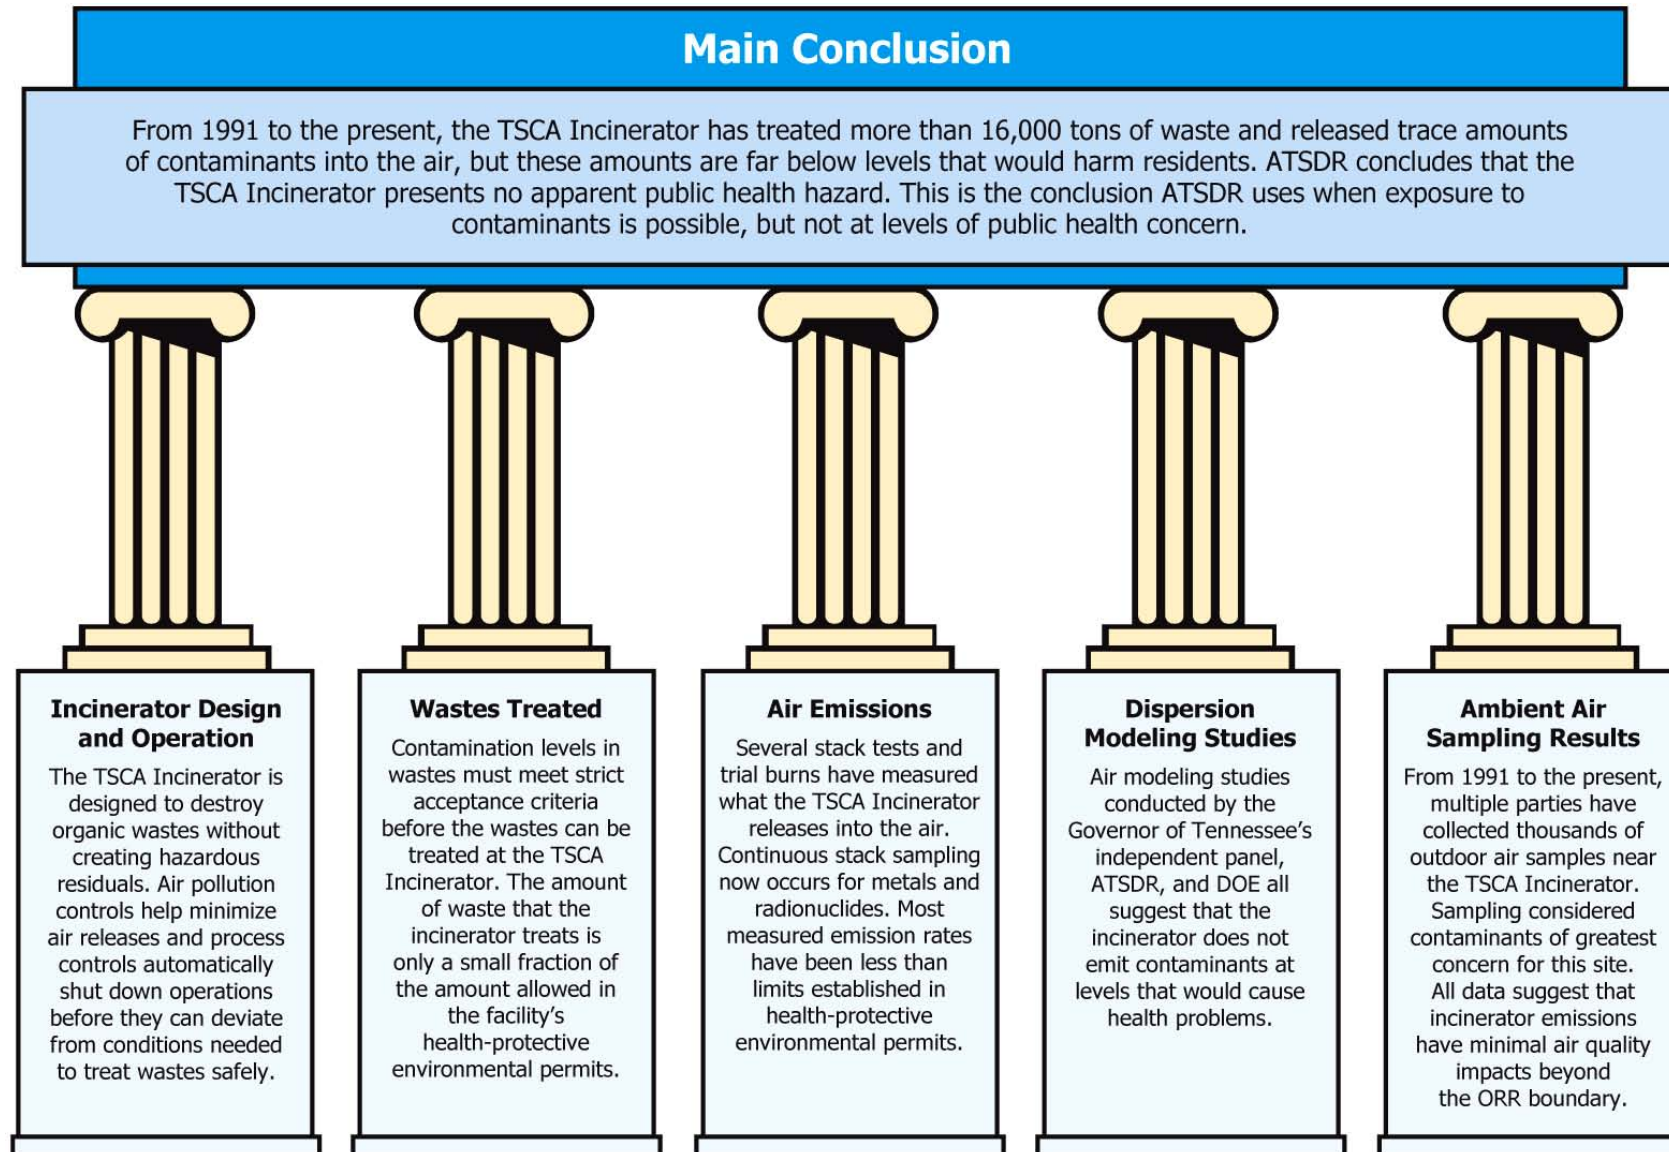 Main Conclusion
From 1991 to the present, the TSCA Incinerator has treated more than 16,000 tons of waste and released trace amounts
of contaminants into the air, but these amounts are far below levels that would harm residents. ATSDR concludes that the
TSCA Incinerator presents no apparent public health hazard. This is the conclusion ATSDR uses when exposure to
contaminants is possible, but not at levels of public health concern.
Incinerator Design
and Operation
The TSCA Incinerator is
designed to destroy
organic wastes without
creating hazardous
residuals. Air pollution
controls help minimize
air releases and process
controls automatically
shut down operations
before they can deviate
from conditions needed
to treat wastes safely.
Wastes Treated
Contamination levels in
wastes must meet strict
acceptance criteria
before the wastes can be
treated at the TSCA
Incinerator. The amount
of waste that the
incinerator treats is
only a small fraction of
the amount allowed in
the facility's
health-protective
environmental permits.
Air Emissions
Several stack tests and
trial burns have measured
what the TSCA Incinerator
releases into the air.
Continuous stack sampling
now occurs for metals and
radionuclides. Most
measured emission rates
have been less than
limits established in
health-protective
environmental permits.
Dispersion
Modeling Studies
Air modeling studies
conducted by the
Governor of Tennessee's
independent panel,
ATSDR, and DOE all
suggest that the
incinerator does not
emit contaminants at
levels that would cause
health problems.
Ambient Air
Sampling Results
From 1991 to the present,
multiple parties have
collected thousands of
outdoor air samples near
the TSCA Incinerator.
Sampling considered
contaminants of greatest
concern for this site.
All data suggest that
incinerator emissions
have minimal air quality
impacts beyond
the ORR boundary.